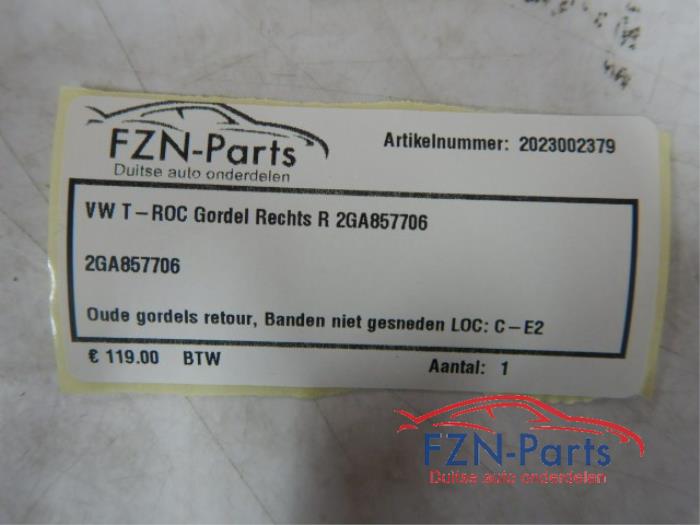 FZN-Parts
Duitse auto onderdelen
Artikelnummer: 2023002379
VW T-ROC Gordel Rechts R 2GA857706
2GA857706
Oude gordels retour, Banden niet gesneden LOC: C-E2
€ 119.00 BTW
Aantal: 1
FZN-Parts
Duitse auto onderdelen